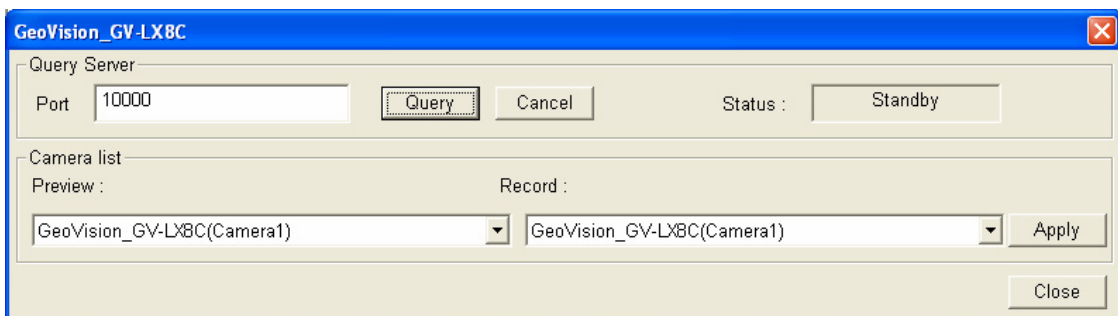 GeoVision_GV-LX8C
Query Server
Port 10000 Query Cancel Status : Standby
Camera list
Preview : Record :
GeoVision_GV-LX8C(Camera1) GeoVision_GV-LX8C(Camera1) Apply
Close